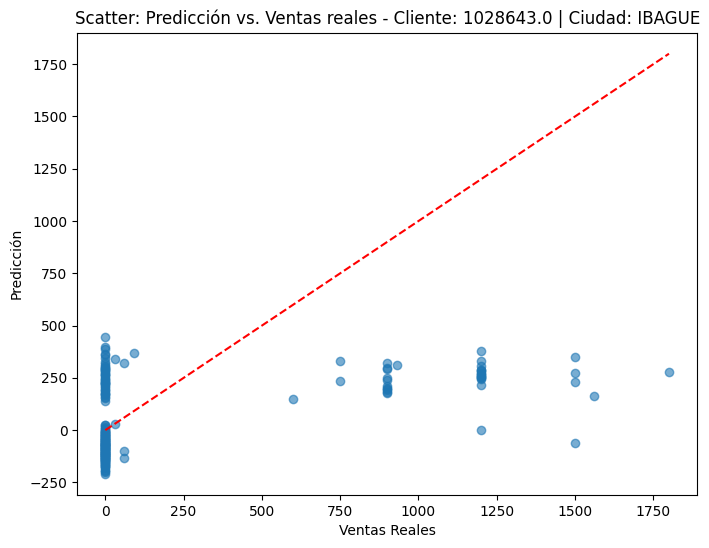 Scatter: Predicción vs. Ventas reales - Cliente: 1028643.0 | Ciudad: IBAGUE
1750
1500
1250
1000
750
500
250
0
−250
Predicción
0 250 500 750 1000 1250 1500 1750
Ventas Reales